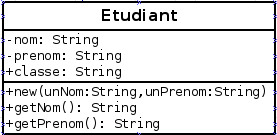 Etudiant
-nom: String
-prenom: String
+classe: String
+new(unNom:String,unPrenom:String)
+getNom(): String
+getPrenom(): String